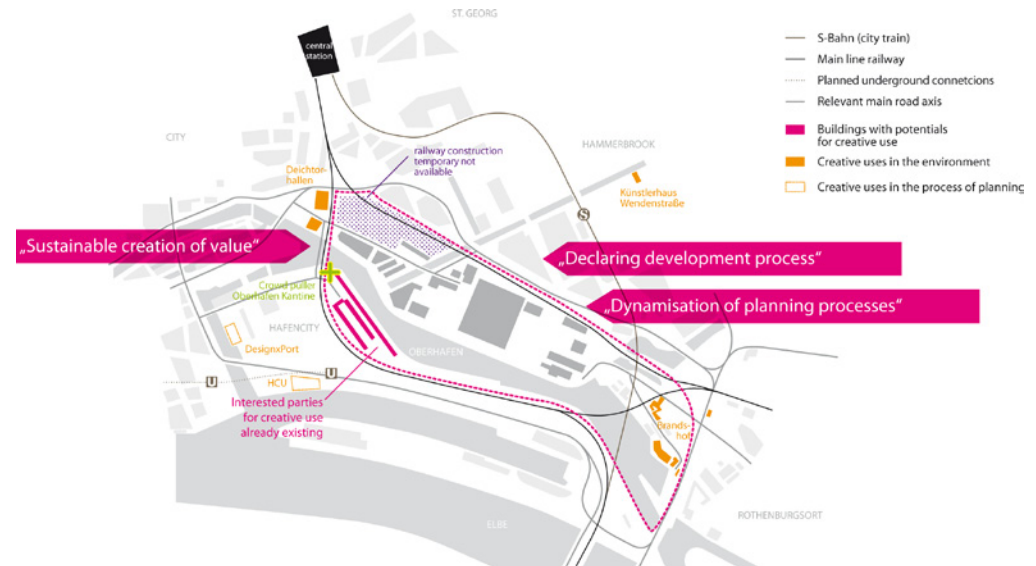 ST. GEORG
central
station
S-Bahn (city train)
Main line railway
Planned underground connetcions
Relevant main road axis
Buildings with potentials
for creative use
Creative uses in the environment
Creative uses in the process of planning
CITY
HAMMERBROOK
railway construction
temporary not
available
Deichtor-
hallen
Künstlerhaus
Wendenstraße
S
„Sustainable creation of value“
„Declaring development process“
„Dynamisation of planning processes“
Crowd puller
Oberhafen Kantine
HAFENCITY
DesignxPort
OBERHAFEN
U
U
HCU
Interested parties
for creative use
already existing
Brands-
hof
ELBE
ROTHENBURGSORT